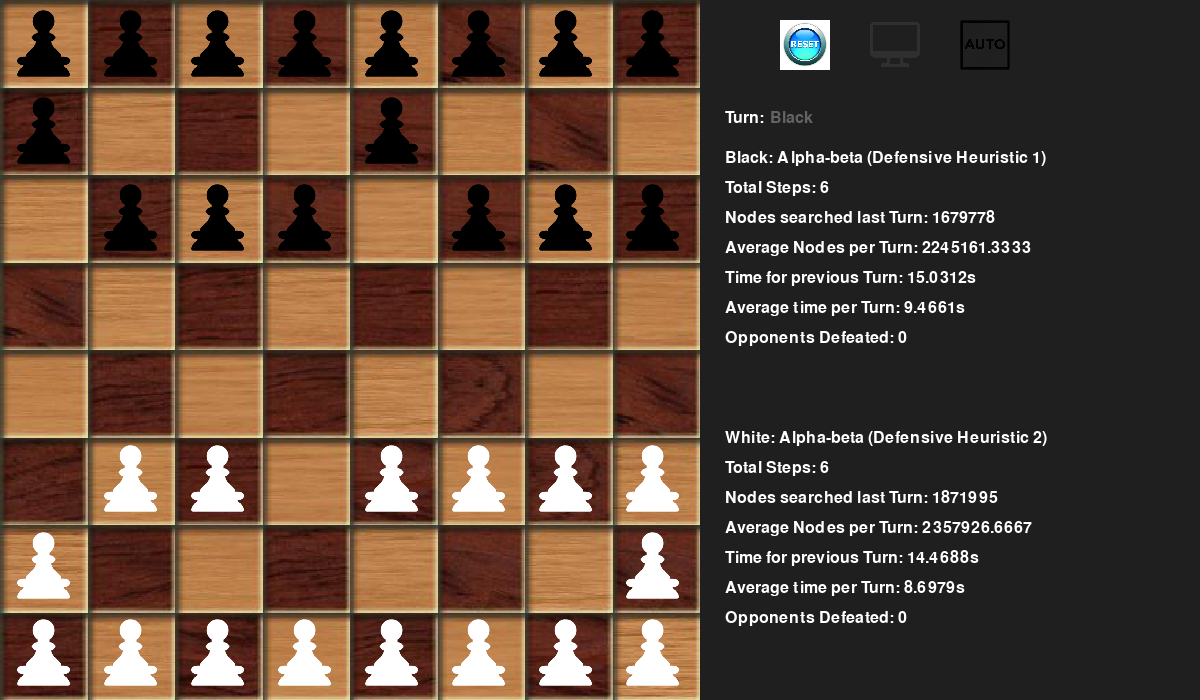 RESET
AUTO
Turn: Black
Black: Alpha-beta (Defensive Heuristic 1)
Total Steps: 6
Nodes searched last Turn: 1679778
Average Nodes per Turn: 2245161.3333
Time for previous Turn: 15.0312s
Average time per Turn: 9.4661s
Opponents Defeated: 0
White: Alpha-beta (Defensive Heuristic 2)
Total Steps: 6
Nodes searched last Turn: 1871995
Average Nodes per Turn: 2357926.6667
Time for previous Turn: 14.4688s
Average time per Turn: 8.6979s
Opponents Defeated: 0